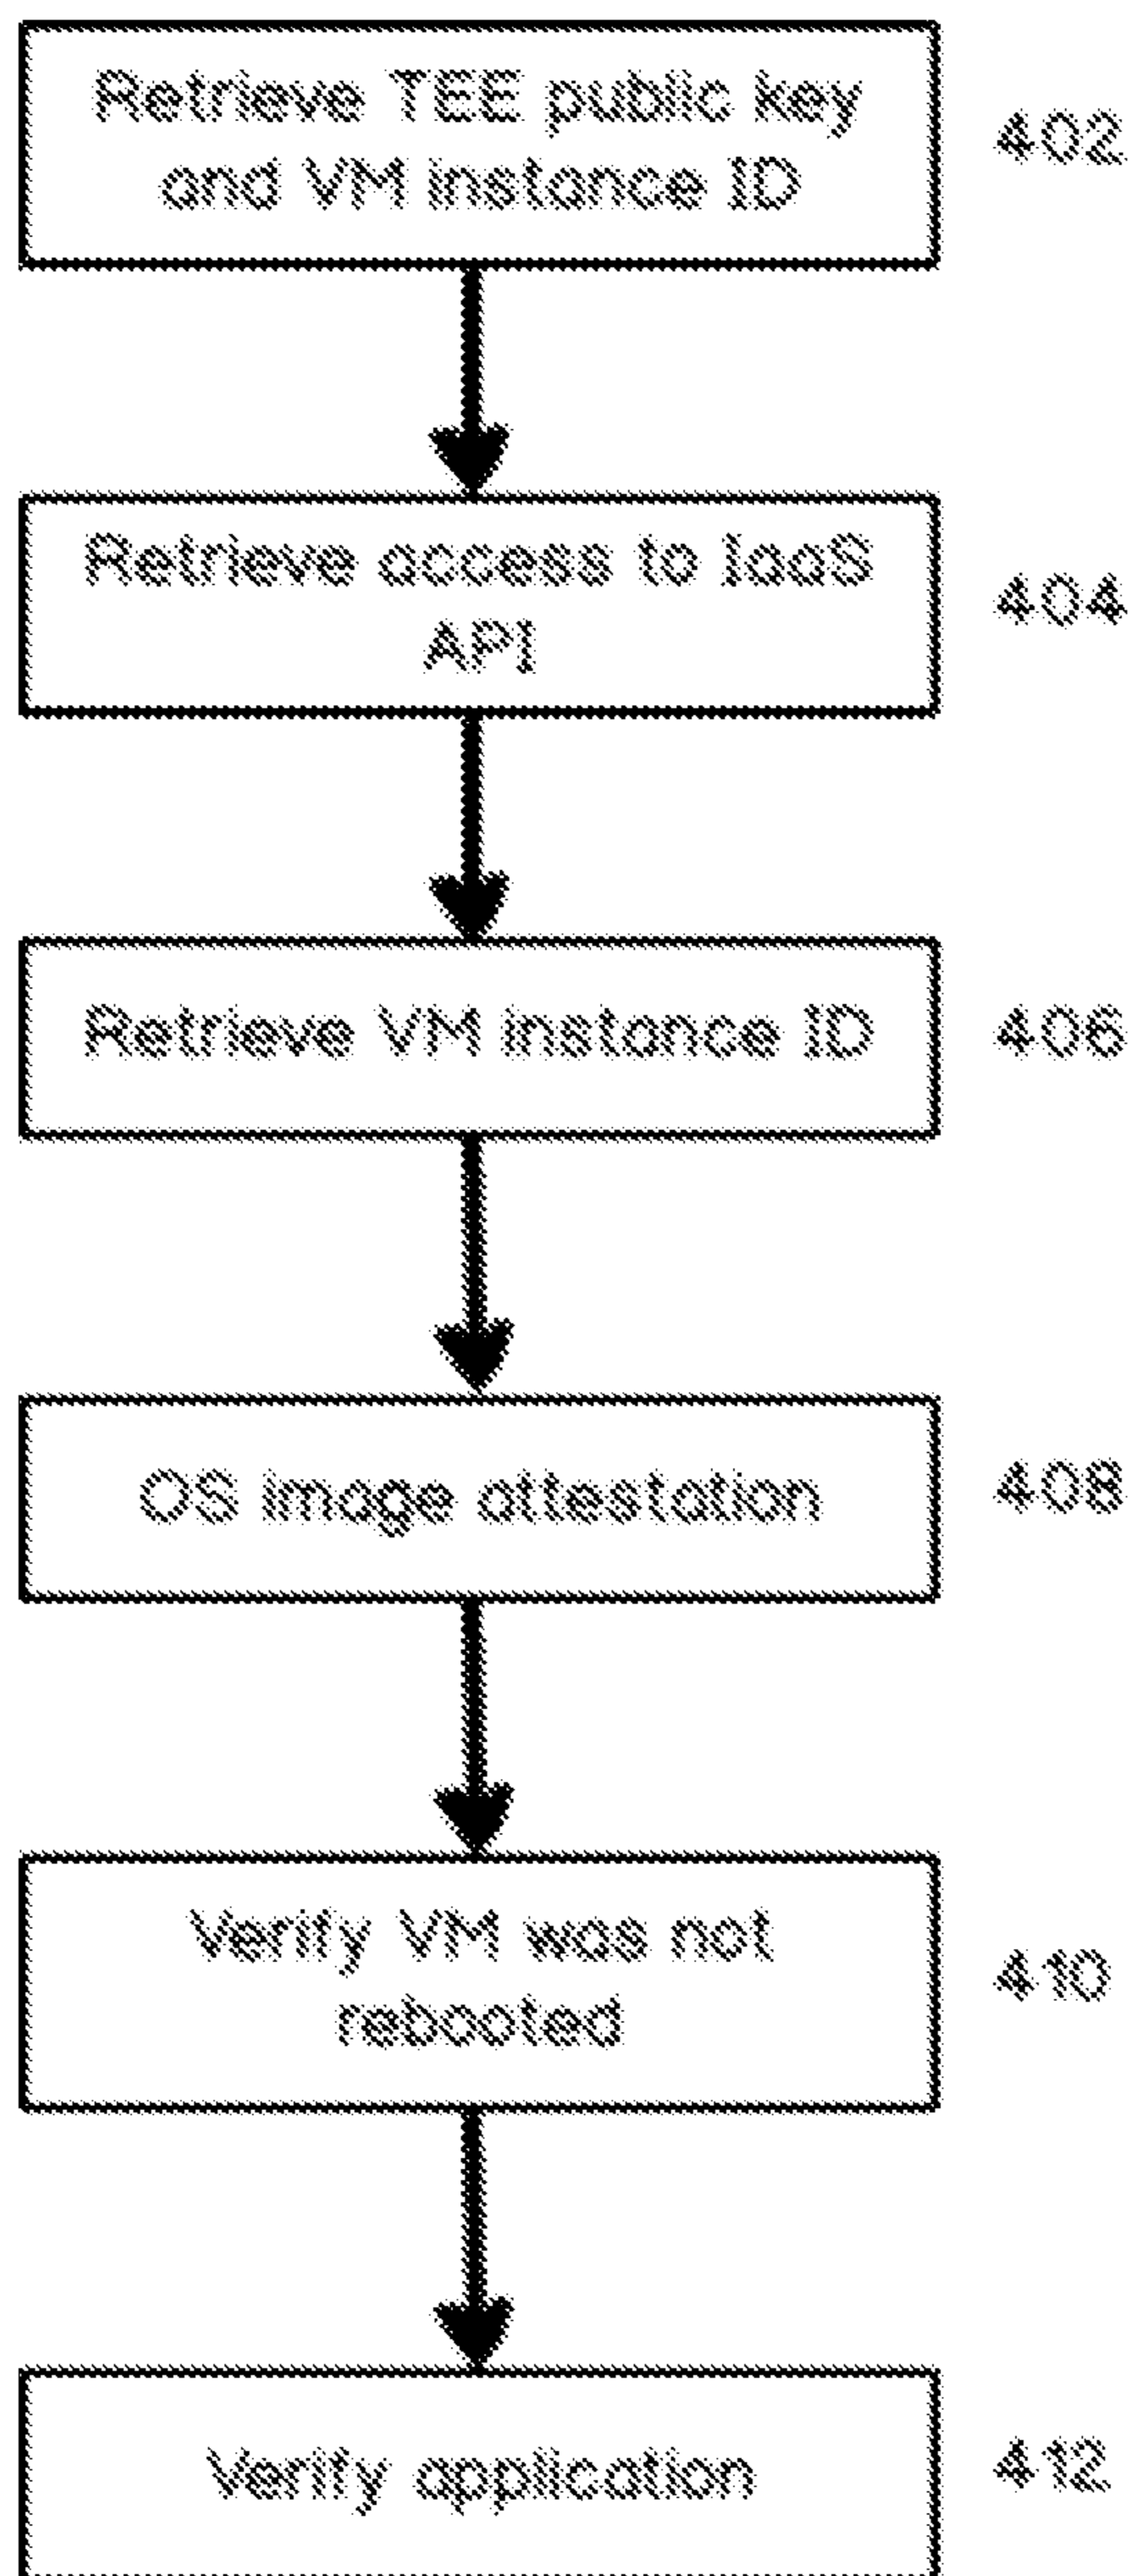 Retrieve TEE public key
and VM instance ID
402
Retrieve access to IaaS
API
404
Retrieve VM instance ID
406
OS image attestation
408
Verify VM was not
rebooted
410
Verify application
412